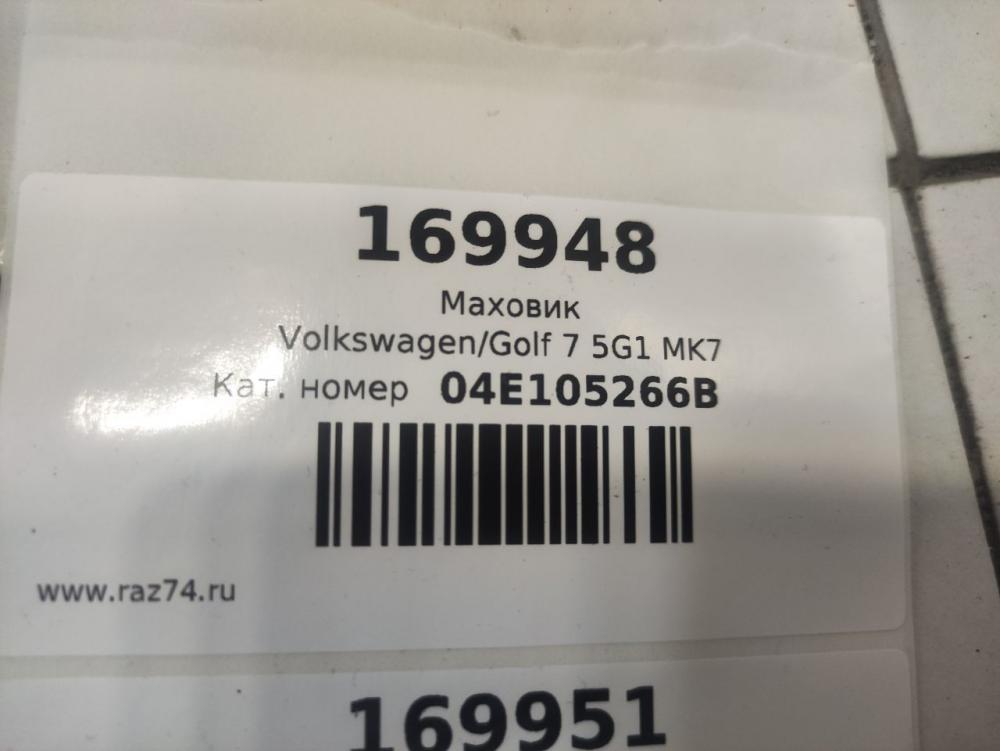 169948
Маховик
Volkswagen/Golf 7 5G1 MK7
Кат. номер 04E105266B
www.raz74.ru
169951